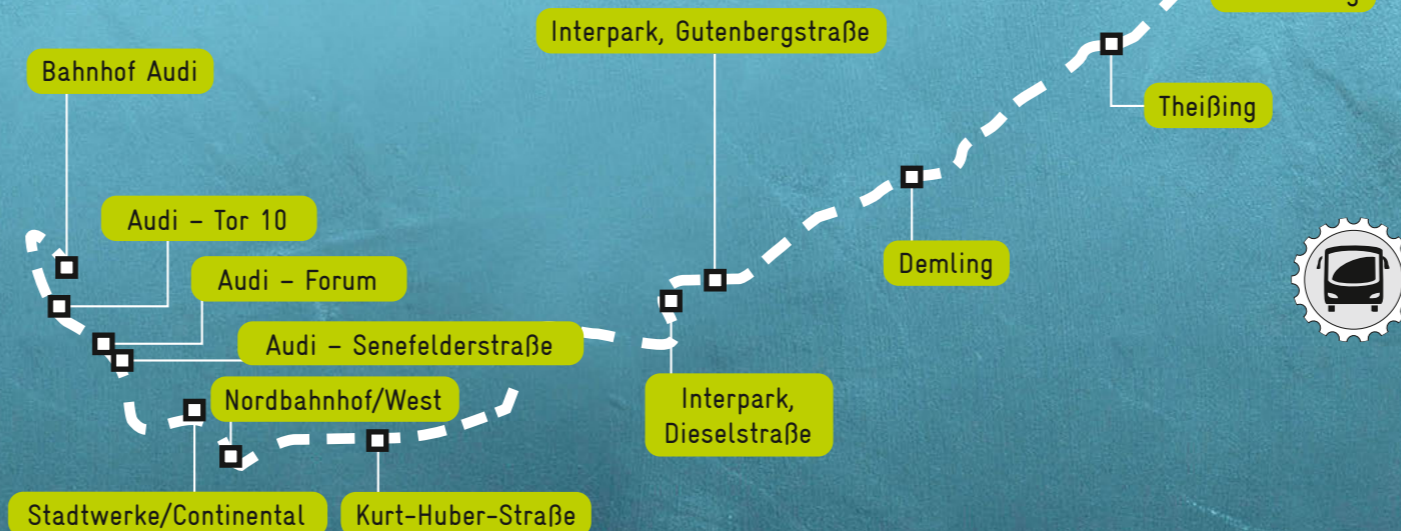 Interpark, Gutenbergstraße
Bahnhof Audi
Theißing
Audi – Tor 10
Audi – Forum
Demling
Audi – Senefelderstraße
Nordbahnhof/West
Interpark,
Dieselstraße
Stadtwerke/Continental
Kurt-Huber-Straße